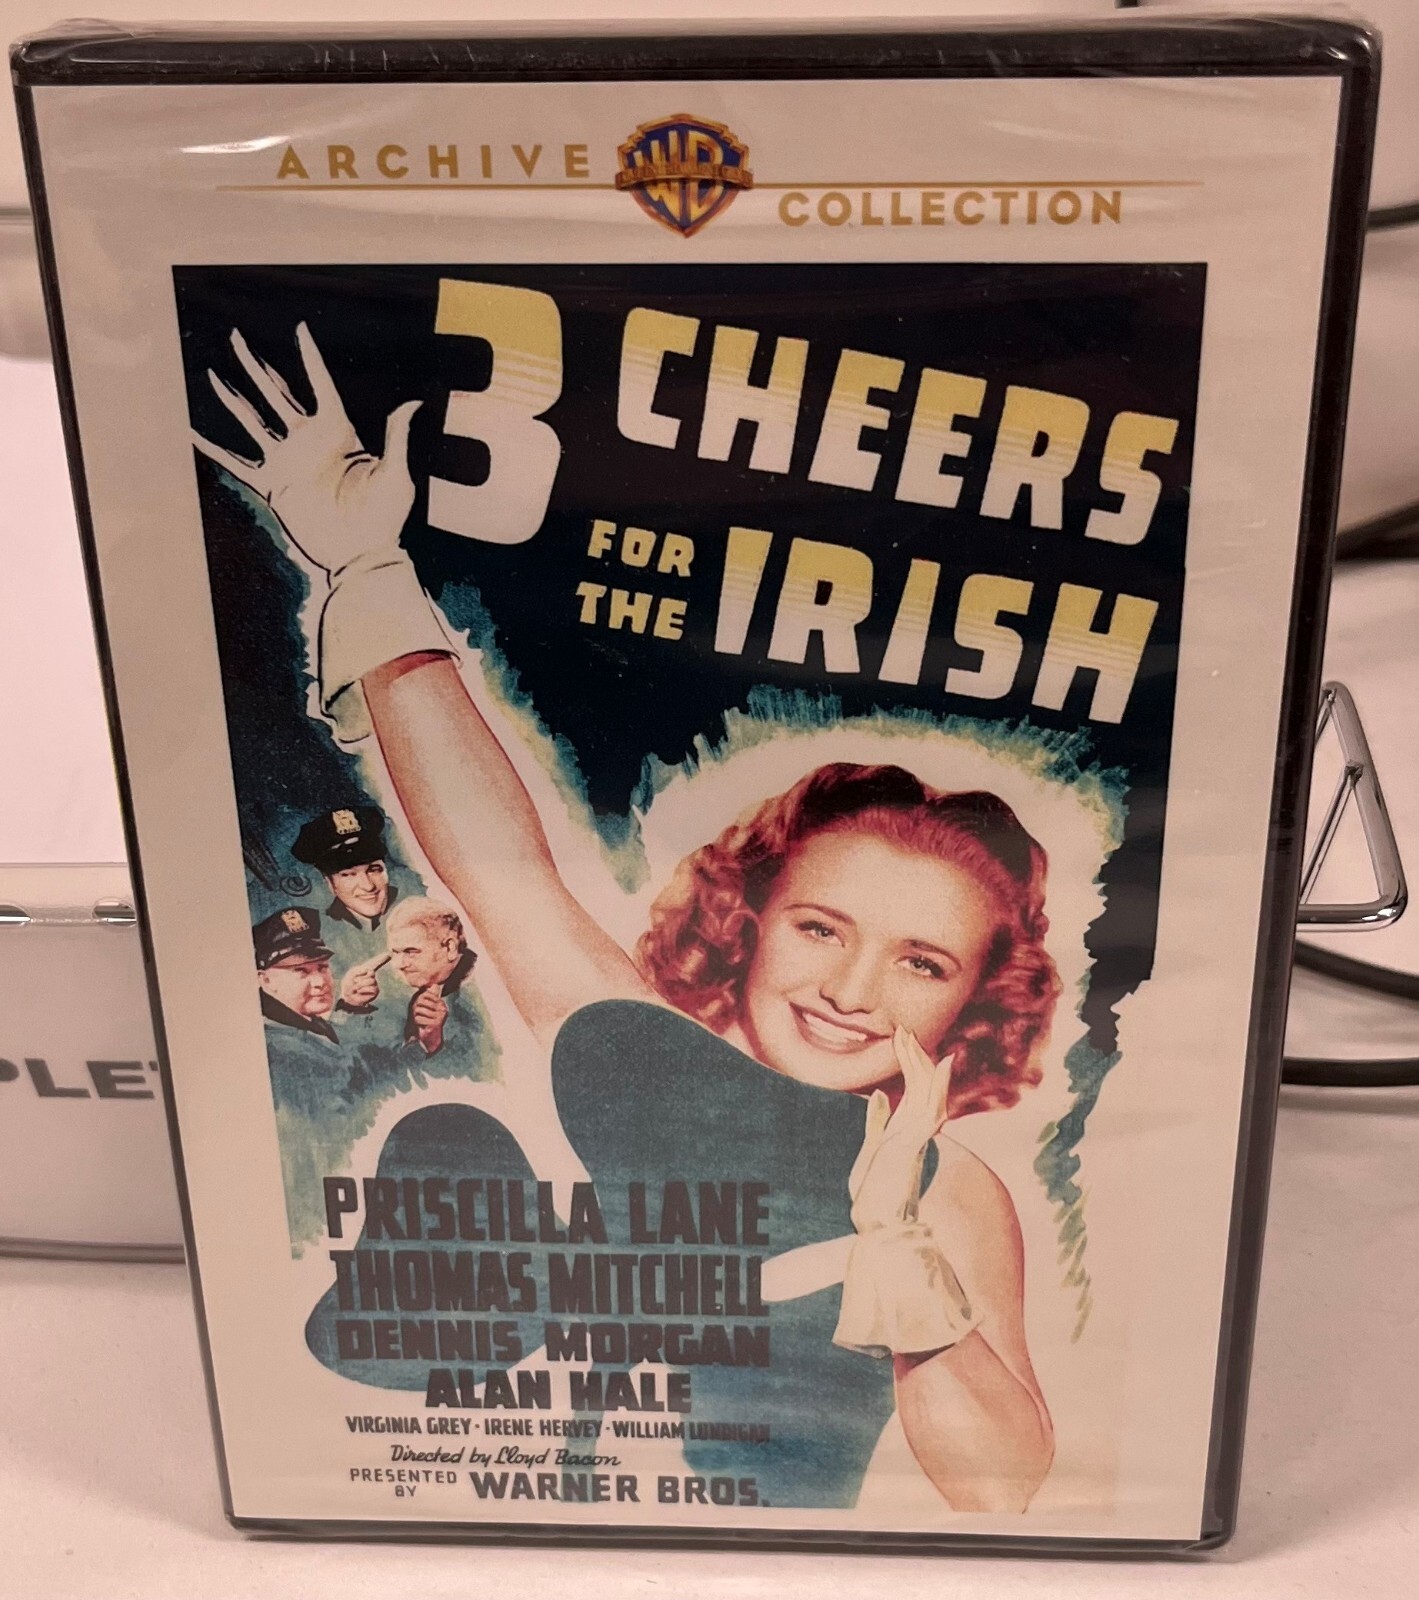 ARCHIVE
WB
COLLECTION
3 CHEERS
FOR THE IRISH
PRISCILLA LANE
THOMAS MITCHELL
DENNIS MORGAN
ALAN HALE
VIRGINIA GREY · IRENE HERVEY · WILLIAM LUNDIGAN
Directed by Lloyd Bacon
PRESENTED BY WARNER BROS.
PLE